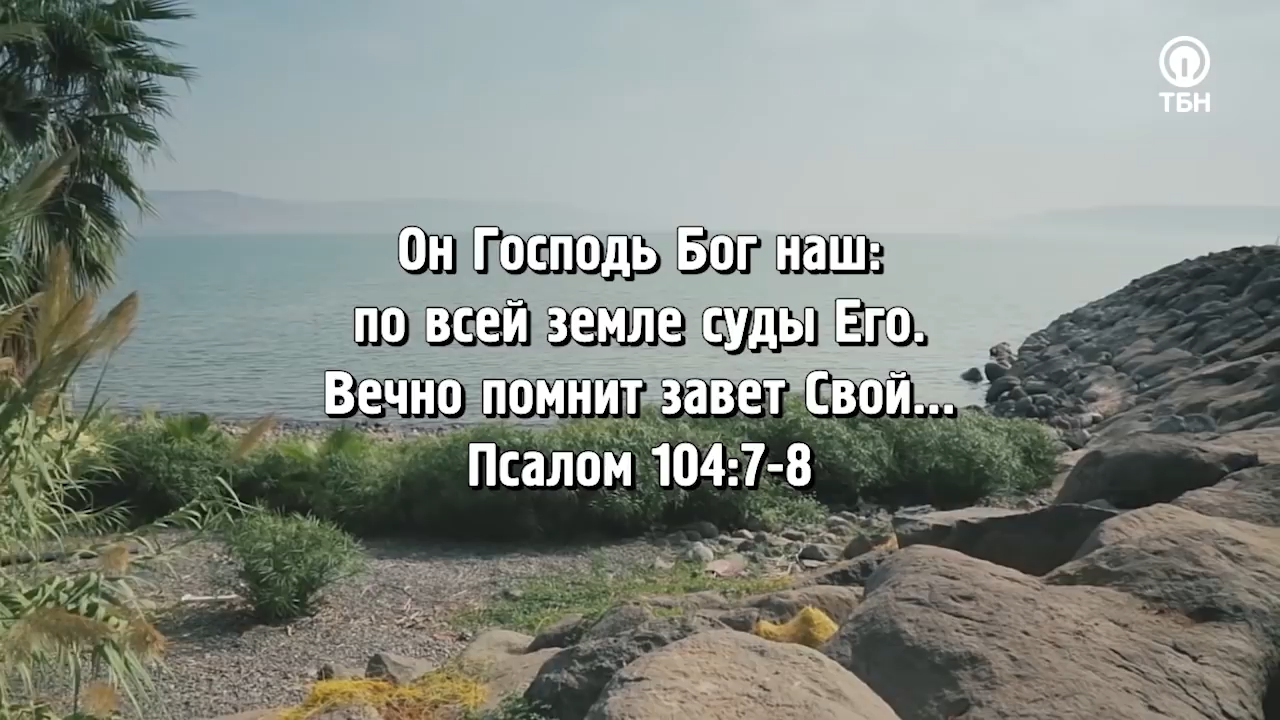 ТБН
Он Господь Бог наш:
по всей земле суды Его.
Вечно помнит завет Свой...
Псалом 104:7-8